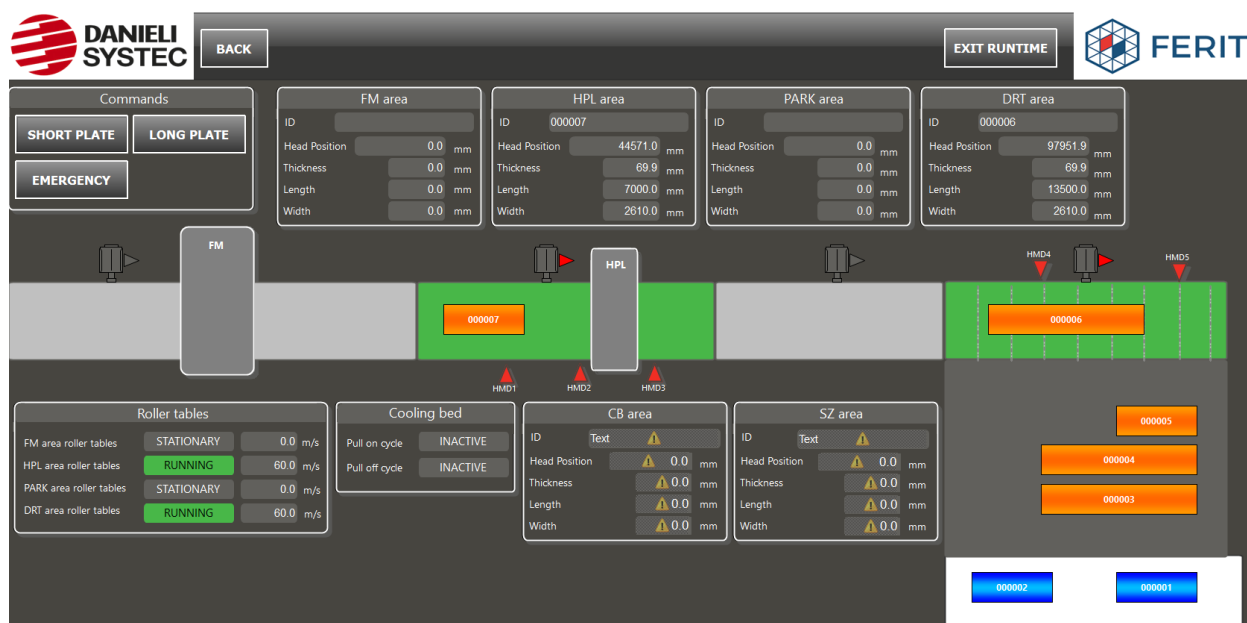 DANIELI
SYSTEC
BACK
EXIT RUNTIME
FERIT
Commands
SHORT PLATE LONG PLATE
EMERGENCY
FM area
ID
Head Position 0.0 mm
Thickness 0.0 mm
Length 0.0 mm
Width 0.0 mm
HPL area
ID 000007
Head Position 44571.0 mm
Thickness 69.9 mm
Length 7000.0 mm
Width 2610.0 mm
PARK area
ID
Head Position 0.0 mm
Thickness 0.0 mm
Length 0.0 mm
Width 0.0 mm
DRT area
ID 000006
Head Position 97951.9 mm
Thickness 69.9 mm
Length 13500.0 mm
Width 2610.0 mm
FM
HPL
HMD4
HMD5
000007
000006
HMD1
HMD2
HMD3
Roller tables
FM area roller tables STATIONARY 0.0 m/s
HPL area roller tables RUNNING 60.0 m/s
PARK area roller tables STATIONARY 0.0 m/s
DRT area roller tables RUNNING 60.0 m/s
Cooling bed
Pull on cycle INACTIVE
Pull off cycle INACTIVE
CB area
ID Text
Head Position 0.0 mm
Thickness 0.0 mm
Length 0.0 mm
Width 0.0 mm
SZ area
ID Text
Head Position 0.0 mm
Thickness 0.0 mm
Length 0.0 mm
Width 0.0 mm
000005
000004
000003
000002
000001